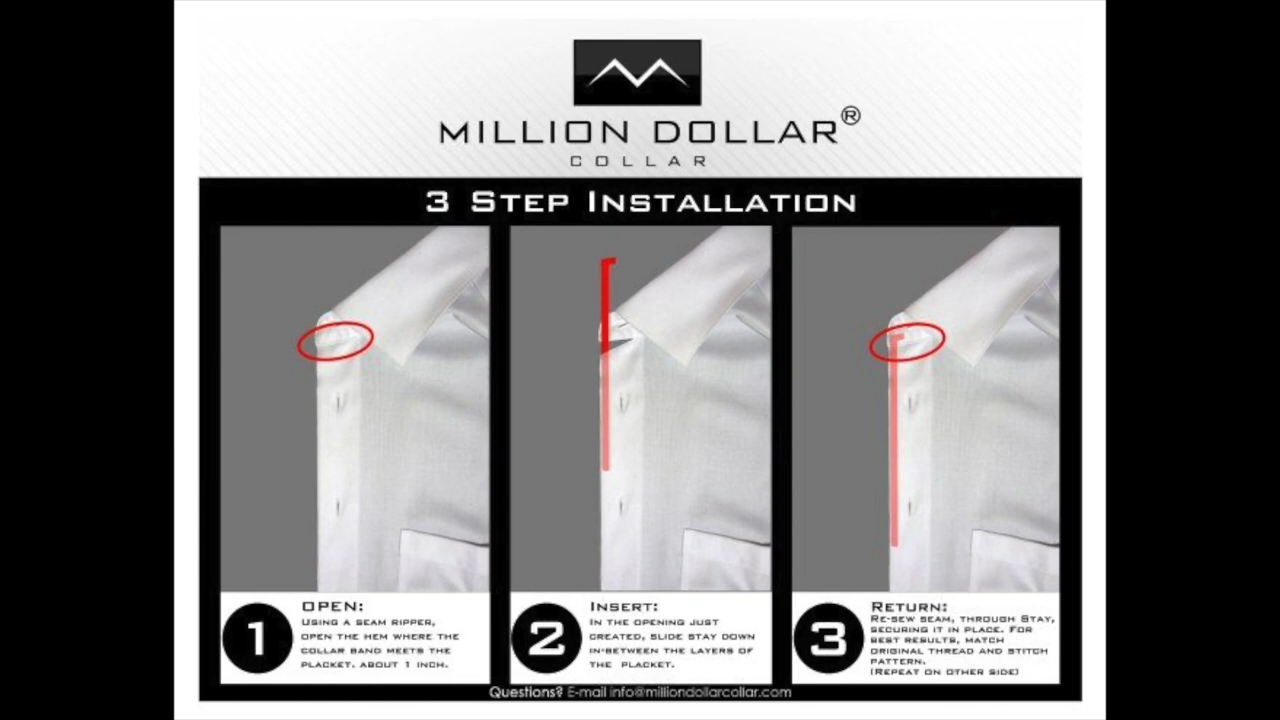 MILLION DOLLAR®
COLLAR
3 STEP INSTALLATION
1
OPEN:
USING A SEAM RIPPER,
OPEN THE HEM WHERE THE
COLLAR BAND MEETS THE
PLACKET. ABOUT 1 INCH.
2
INSERT:
IN THE OPENING JUST
CREATED, SLIDE STAY DOWN
IN-BETWEEN THE LAYERS OF
THE PLACKET.
3
RETURN:
RE-SEW SEAM, THROUGH STAY,
SECURING IT IN PLACE. FOR
BEST RESULTS, MATCH
ORIGINAL THREAD AND STITCH
PATTERN.
(REPEAT ON OTHER SIDE)
Questions? E-mail info@milliondollarcollar.com